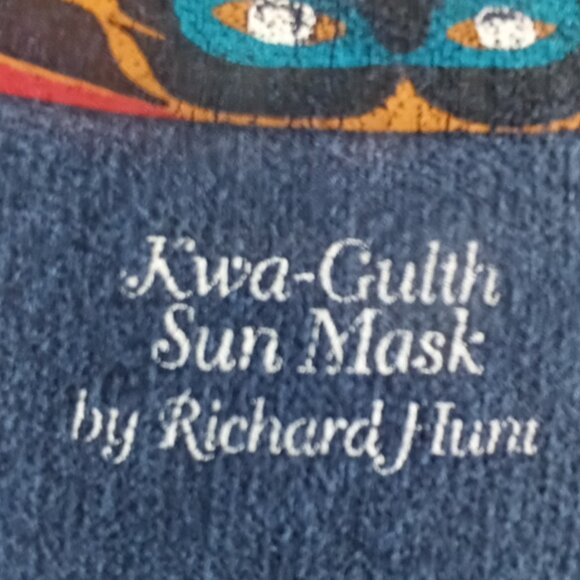 Kwa-Gulth
Sun Mask
by Richard Hunt